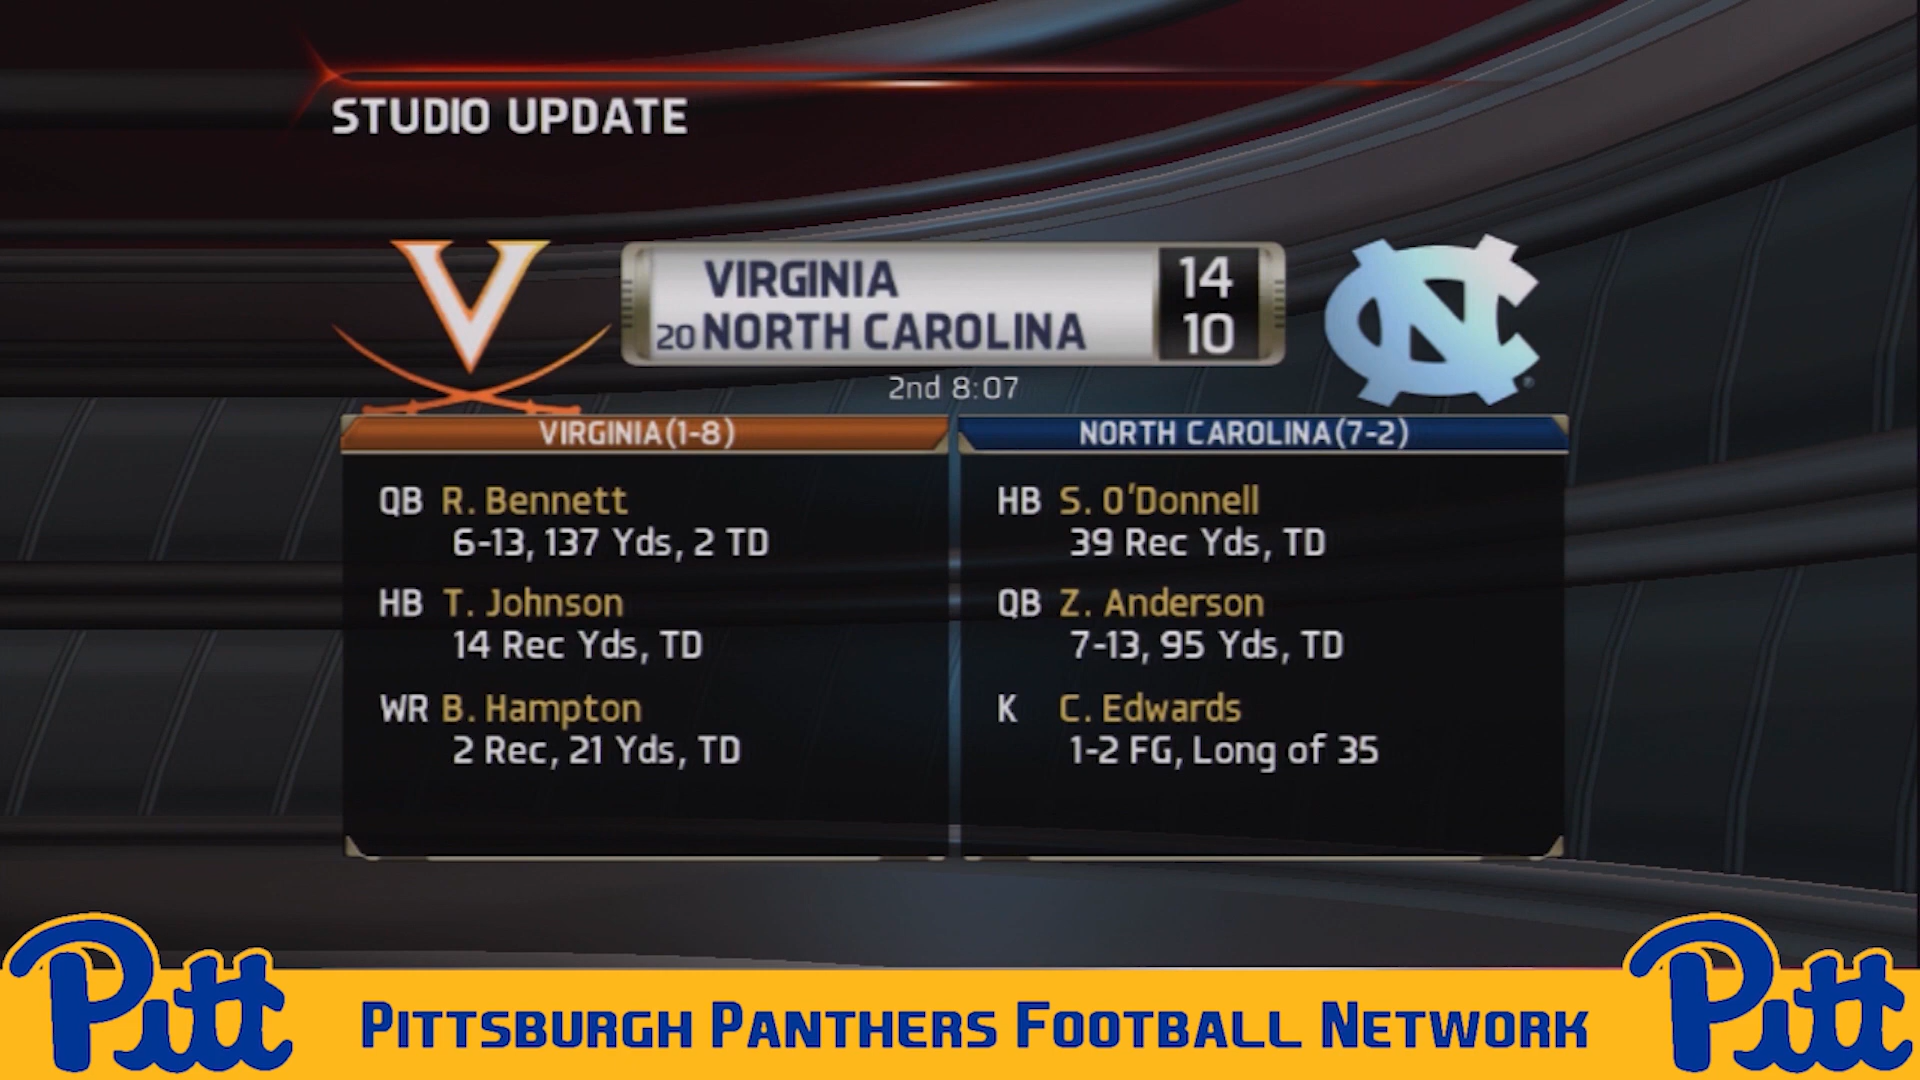 STUDIO UPDATE
V
VIRGINIA 14
20 NORTH CAROLINA 10
NC
2nd 8:07
VIRGINIA(1-8)
QB R. Bennett
6-13, 137 Yds, 2 TD
HB T. Johnson
14 Rec Yds, TD
WR B. Hampton
2 Rec, 21 Yds, TD
NORTH CAROLINA(7-2)
HB S. O'Donnell
39 Rec Yds, TD
QB Z. Anderson
7-13, 95 Yds, TD
K C. Edwards
1-2 FG, Long of 35
Pitt
PITTSBURGH PANTHERS FOOTBALL NETWORK
Pitt